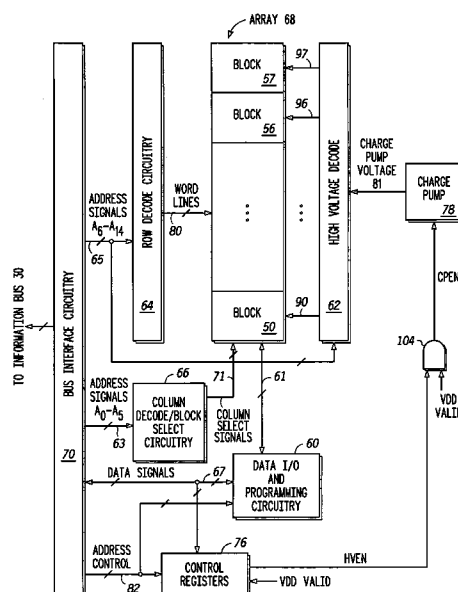 ARRAY 68
BLOCK
57
97
BLOCK
56
96
CHARGE
PUMP
VOLTAGE
81
CHARGE
PUMP
78
HIGH VOLTAGE DECODE
62
ROW DECODE CIRCUITRY
64
WORD
LINES
80
ADDRESS
SIGNALS
A6-A14
65
TO INFORMATION BUS 30
BUS INTERFACE CIRCUITRY
70
BLOCK
50
90
CPEN
104
VDD
VALID
66
71
61
ADDRESS
SIGNALS
A0-A5
63
COLUMN
DECODE/BLOCK
SELECT
CIRCUITRY
COLUMN
SELECT
SIGNALS
60
DATA SIGNALS
67
DATA I/O
AND
PROGRAMMING
CIRCUITRY
76
ADDRESS
CONTROL
82
CONTROL
REGISTERS
HVEN
VDD VALID